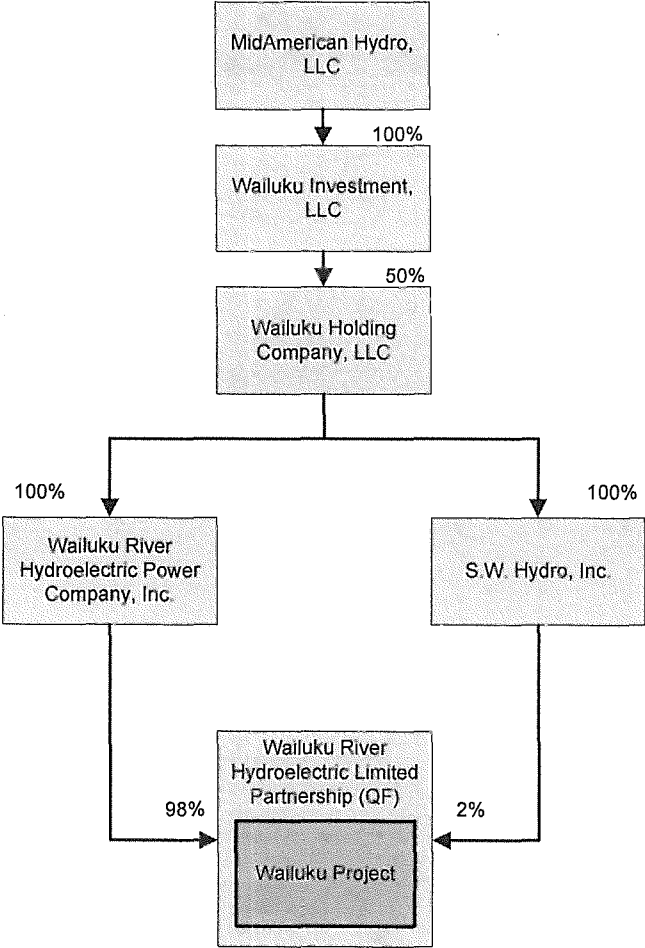 MidAmerican Hydro,
LLC
100%
Wailuku Investment,
LLC
50%
Wailuku Holding
Company, LLC
100%
100%
Wailuku River
Hydroelectric Power
Company, Inc.
S.W. Hydro, Inc.
Wailuku River
Hydroelectric Limited
Partnership (QF)
98%
2%
Wailuku Project